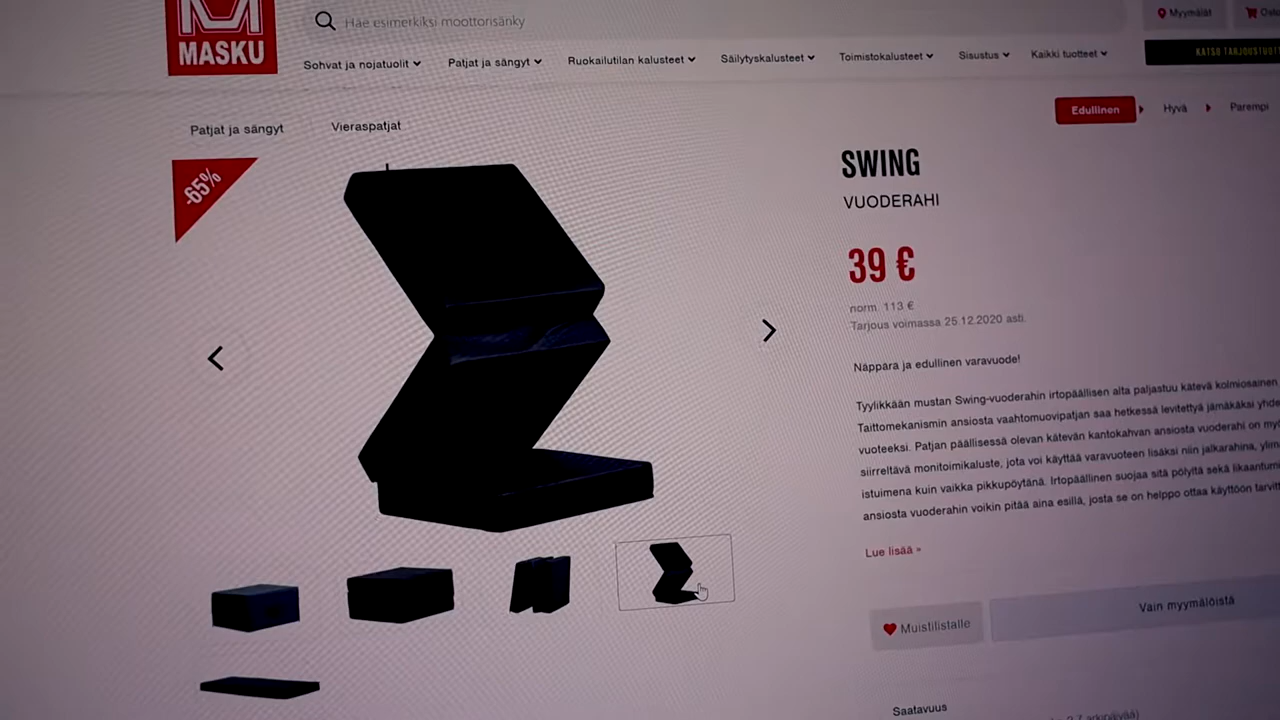 MASKU
Hae esimerkiksi moottorisänky
Myymälät
Sohvat ja nojatuolit
Patjat ja sängyt
Ruokailutilan kalusteet
Säilytyskalusteet
Toimistokalusteet
Sisustus
Kaikki tuotteet
KATSO
Patjat ja sängyt
Vieraspatjat
Edullinen
Hyvä
Parempi
-65%
SWING
VUODERAHI
39 €
norm. 113 €
Tarjous voimassa 25.12.2020 asti.
Näppärä ja edullinen varavuode!
Tyylikkään mustan Swing-vuoderahin irtopäällisen alta paljastuu kätevä kolmiosainen
Taittomekanismin ansiosta vaahtomuovipatjan saa hetkessä levitettyä jämäkäksi yhde
vuoteeksi. Patjan päällisessä olevan kätevän kantokahvan ansiosta vuoderahi on my
siirreltävä monitoimikaluste, jota voi käyttää varavuoteen lisäksi niin jalkarahina, ylim
istuimena kuin vaikka pikkupöytänä. Irtopäällinen suojaa sitä pölyltä sekä likaantum
ansiosta vuoderahin voikin pitää aina esillä, josta se on helppo ottaa käyttöön tarvitt
Lue lisää »
Muistilistalle
Vain myymälöistä
Saatavuus